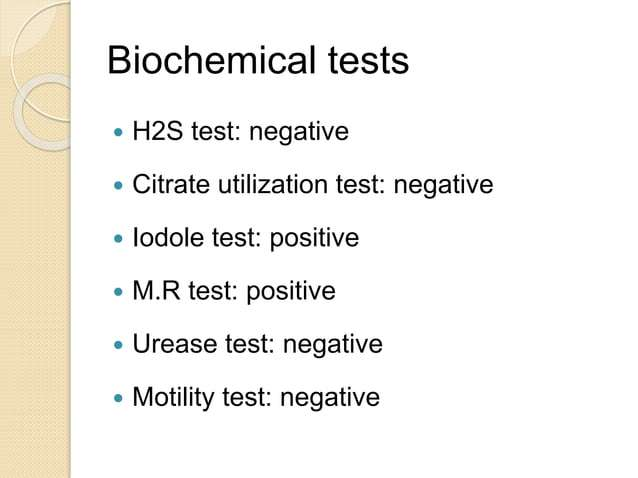 Biochemical tests
• H2S test: negative
• Citrate utilization test: negative
• Iodole test: positive
• M.R test: positive
• Urease test: negative
• Motility test: negative